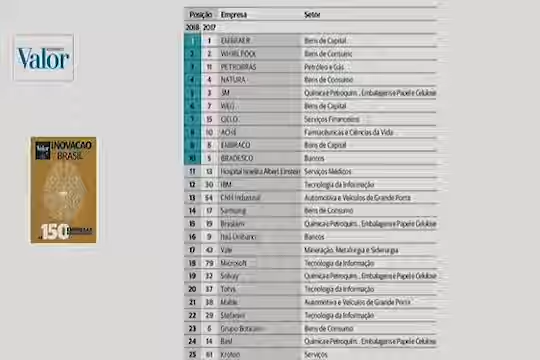 Posição Empresa Setor
2018 2017
1 1 EMBRAER Bens de Capital
2 2 WHIRLPOOL Bens de Consumo
3 11 PETROBRAS Petróleo e Gás
4 4 NATURA Bens de Consumo
5 3 3M Química e Petroquím., Embalagens e Papel e Celulose
6 7 WEG Bens de Capital
7 15 CIELO Serviços Financeiros
8 10 ACHÉ Farmacêuticas e Ciências da Vida
9 8 EMBRACO Bens de Capital
10 5 BRADESCO Bancos
11 13 Hospital Israelita Albert Einstein Serviços Médicos
12 30 IBM Tecnologia da Informação
13 54 CNH Industrial Automotiva e Veículos de Grande Porte
14 17 Samsung Bens de Consumo
15 19 Braskem Química e Petroquím., Embalagens e Papel e Celulose
16 9 Itaú Unibanco Bancos
17 42 Vale Mineração, Metalurgia e Siderurgia
18 79 Microsoft Tecnologia da Informação
19 32 Solvay Química e Petroquím., Embalagens e Papel e Celulose
20 37 Totvs Tecnologia da Informação
21 38 Mahle Automotiva e Veículos de Grande Porte
22 29 Stefanini Tecnologia da Informação
23 6 Grupo Boticário Bens de Consumo
24 14 Basf Química e Petroquím., Embalagens e Papel e Celulose
25 61 Kroton Serviços
Valor
Valor INOVAÇÃO
BRASIL
150 EMPRESAS